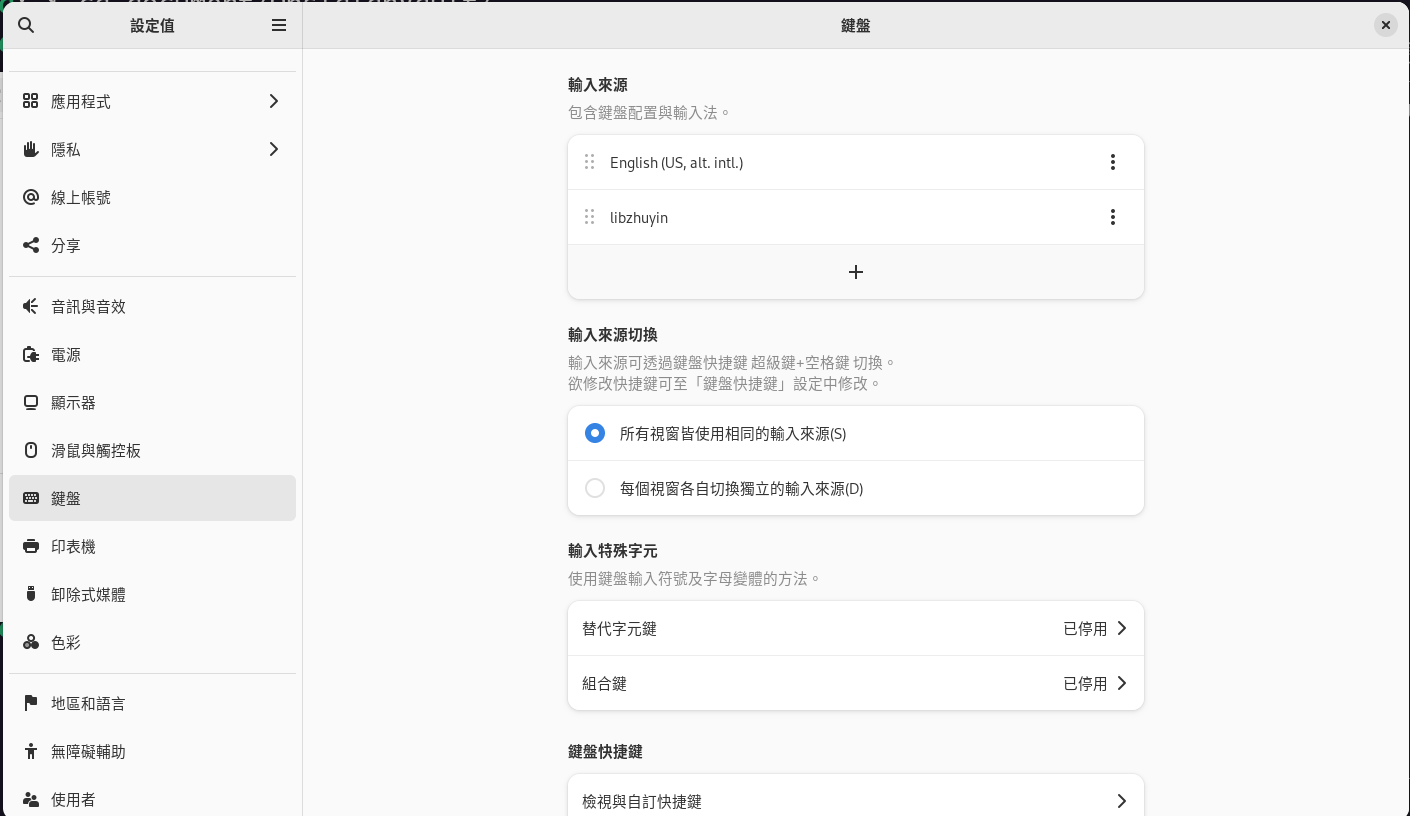 設定值
鍵盤
應用程式
隱私
線上帳號
分享
音訊與音效
電源
顯示器
滑鼠與觸控板
鍵盤
印表機
卸除式媒體
色彩
地區和語言
無障礙輔助
使用者
輸入來源
包含鍵盤配置與輸入法。
English (US, alt. intl.)
libzhuyin
輸入來源切換
輸入來源可透過鍵盤快捷鍵 超級鍵+空格鍵 切換。
欲修改快捷鍵可至「鍵盤快捷鍵」設定中修改。
所有視窗皆使用相同的輸入來源(S)
每個視窗各自切換獨立的輸入來源(D)
輸入特殊字元
使用鍵盤輸入符號及字母變體的方法。
替代字元鍵 已停用
組合鍵 已停用
鍵盤快捷鍵
檢視與自訂快捷鍵